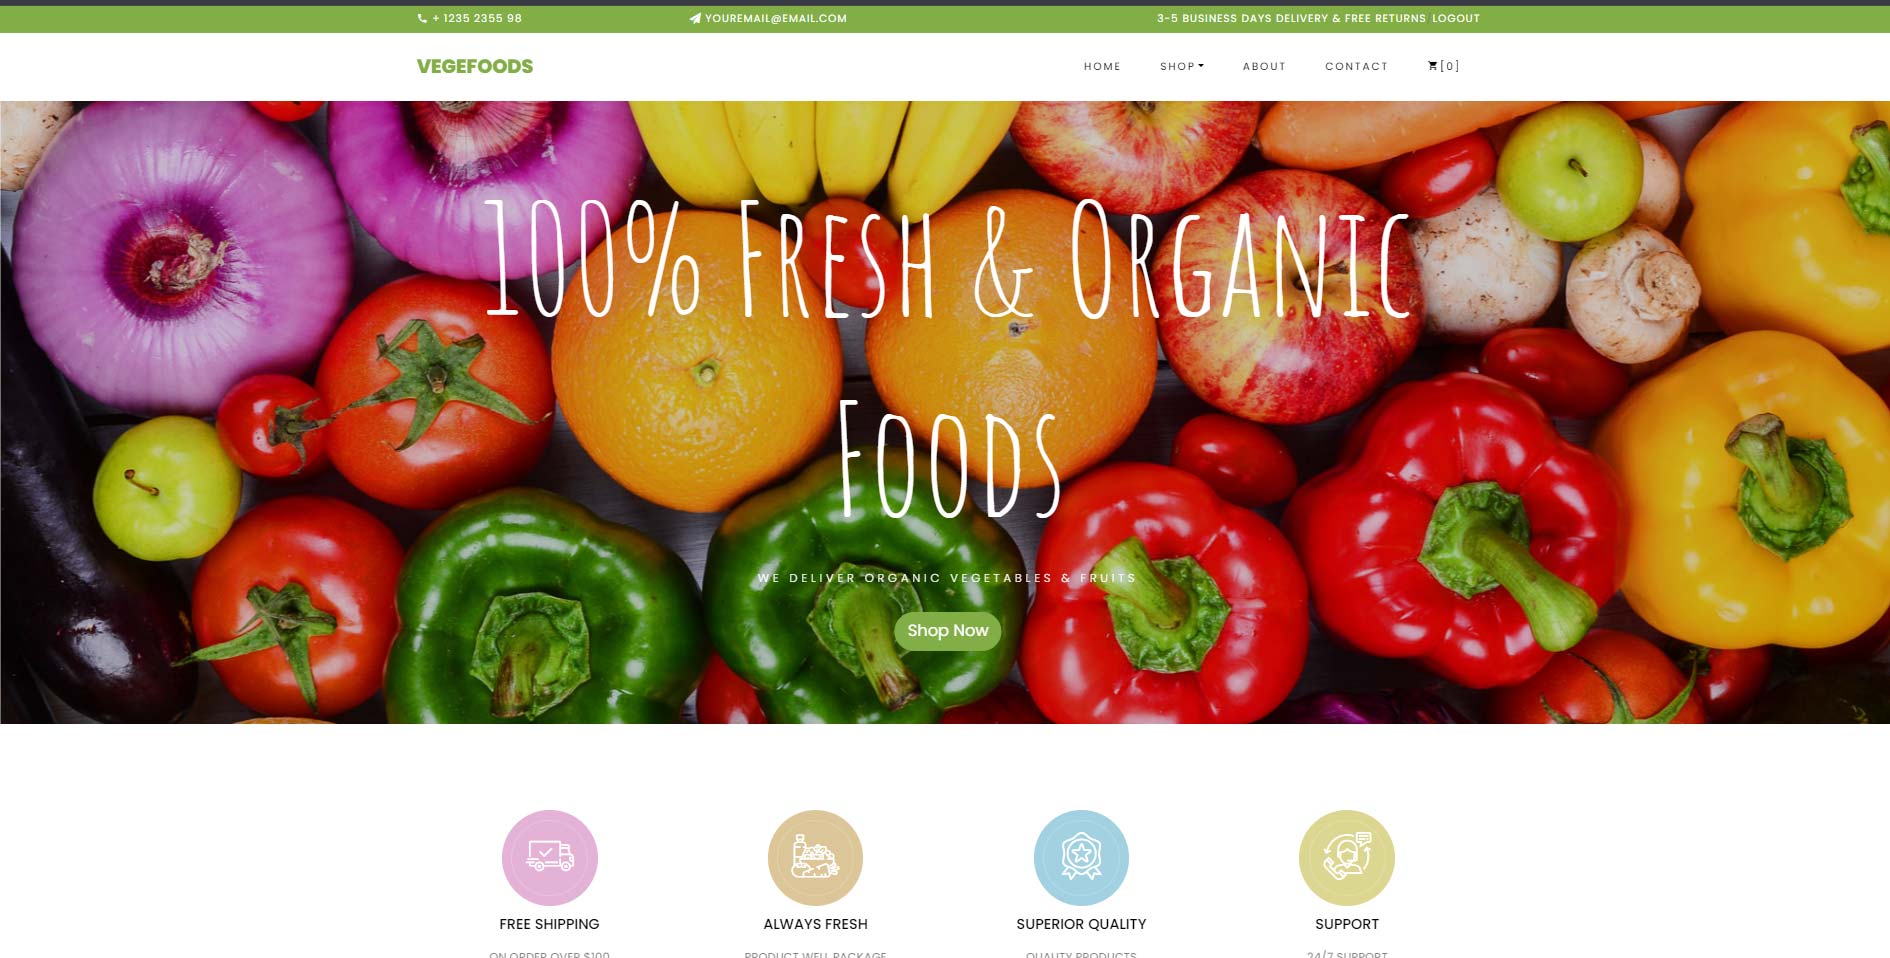 + 1235 2355 98 YOUREMAIL@EMAIL.COM 3-5 BUSINESS DAYS DELIVERY & FREE RETURNS LOGOUT
VEGEFOODS HOME SHOP ABOUT CONTACT [0]
100% Fresh & Organic
Foods
WE DELIVER ORGANIC VEGETABLES & FRUITS
Shop Now
FREE SHIPPING ALWAYS FRESH SUPERIOR QUALITY SUPPORT
ON ORDER OVER $100 PRODUCT WELL PACKAGE QUALITY PRODUCTS 24/7 SUPPORT